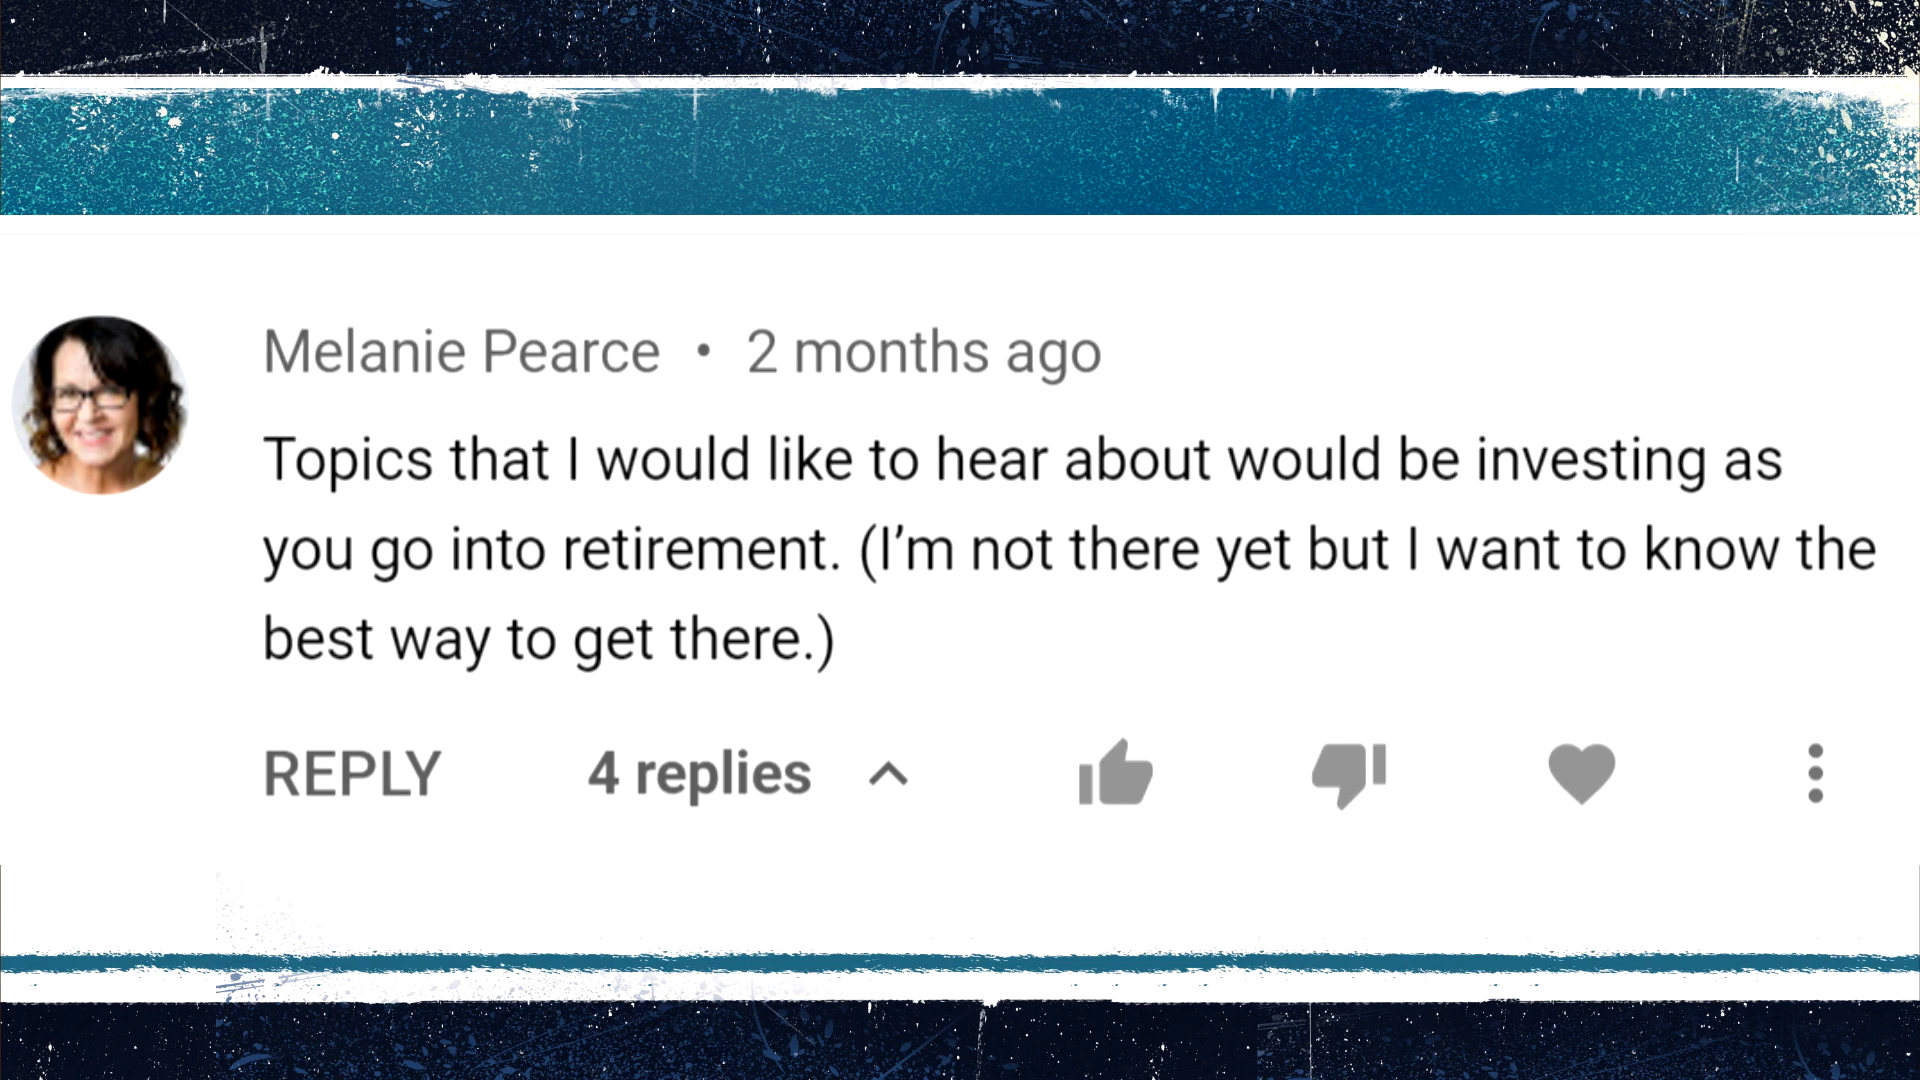 Melanie Pearce • 2 months ago
Topics that I would like to hear about would be investing as
you go into retirement. (I’m not there yet but I want to know the
best way to get there.)
REPLY 4 replies